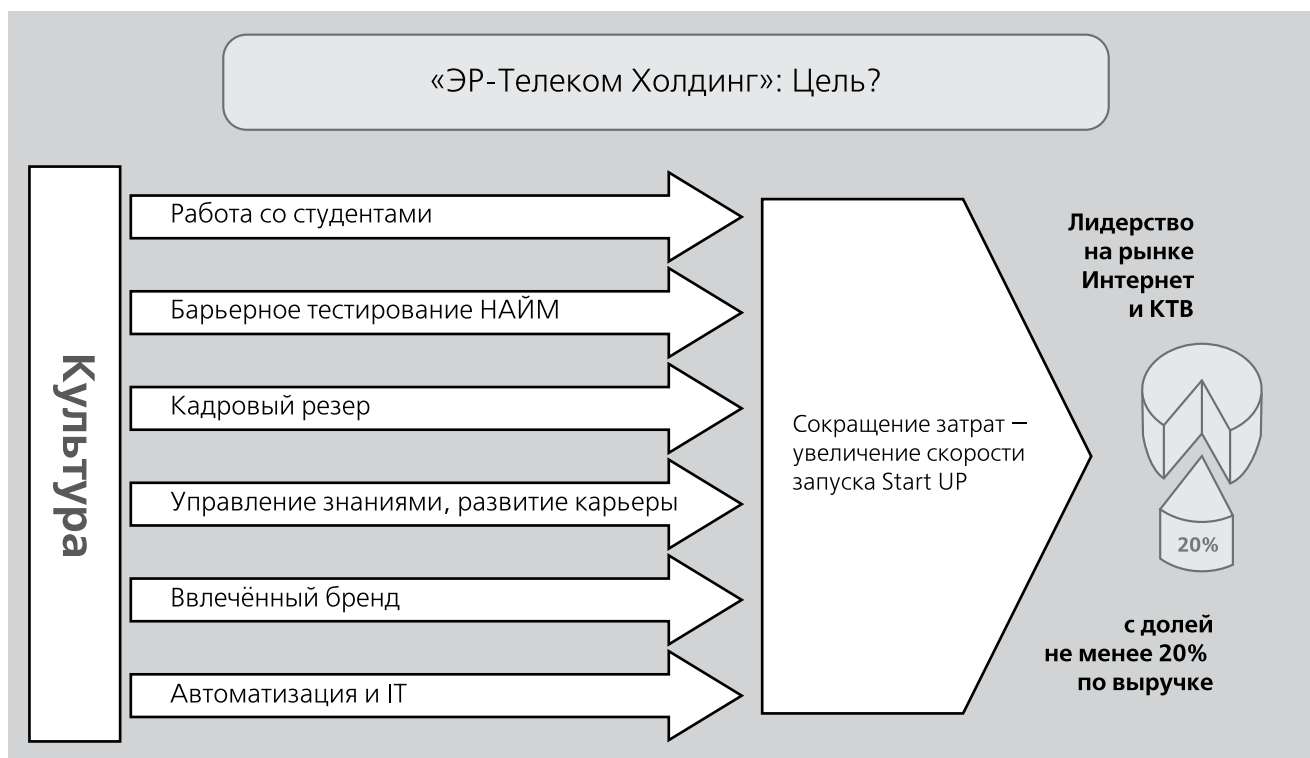 «ЭР-Телеком Холдинг»: Цель?
Культура
Работа со студентами
Барьерное тестирование НАЙМ
Кадровый резер
Управление знаниями, развитие карьеры
Ввлечённый бренд
Автоматизация и IT
Сокращение затрат –
увеличение скорости
запуска Start UP
Лидерство
на рынке
Интернет
и КТВ
20%
с долей
не менее 20%
по выручке